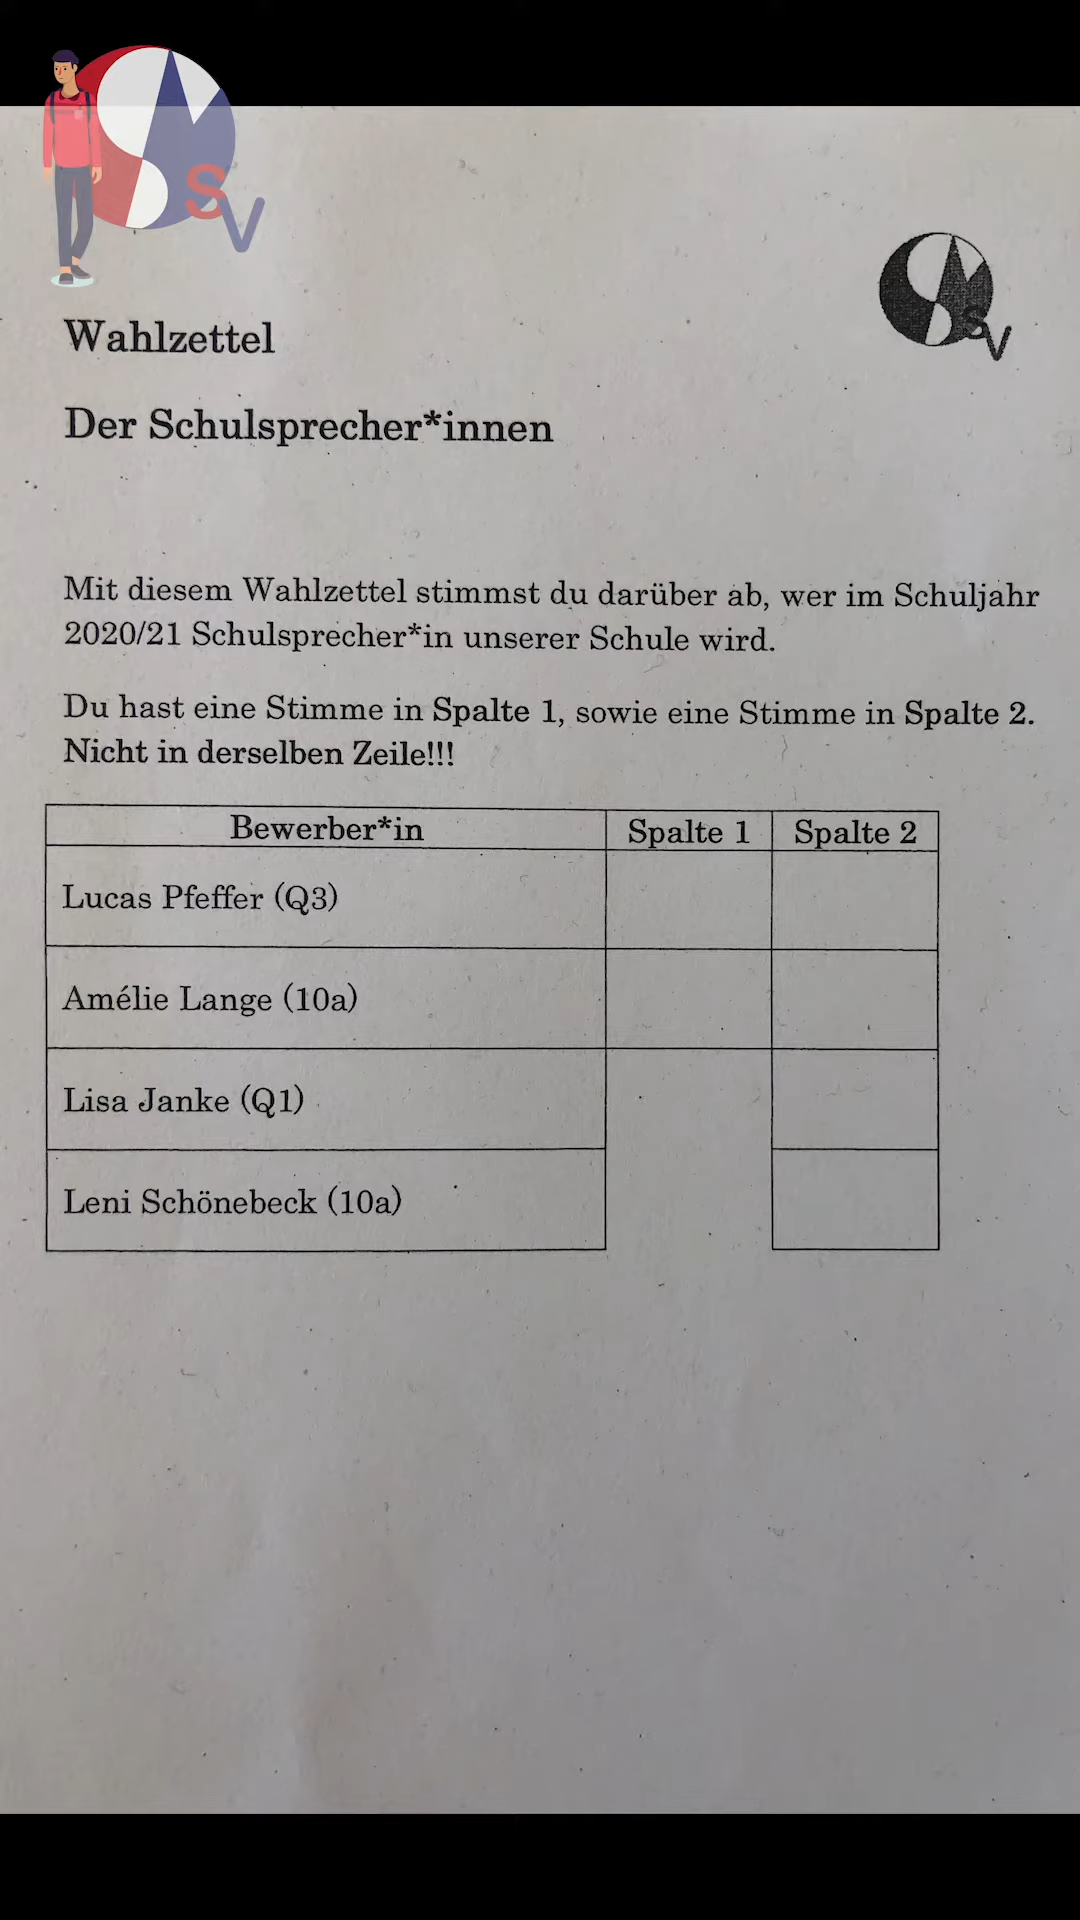 SV
SV
Wahlzettel
Der Schulsprecher*innen
Mit diesem Wahlzettel stimmst du darüber ab, wer im Schuljahr
2020/21 Schulsprecher*in unserer Schule wird.
Du hast eine Stimme in Spalte 1, sowie eine Stimme in Spalte 2.
Nicht in derselben Zeile!!!
Bewerber*in Spalte 1 Spalte 2
Lucas Pfeffer (Q3)
Amélie Lange (10a)
Lisa Janke (Q1)
Leni Schönebeck (10a)